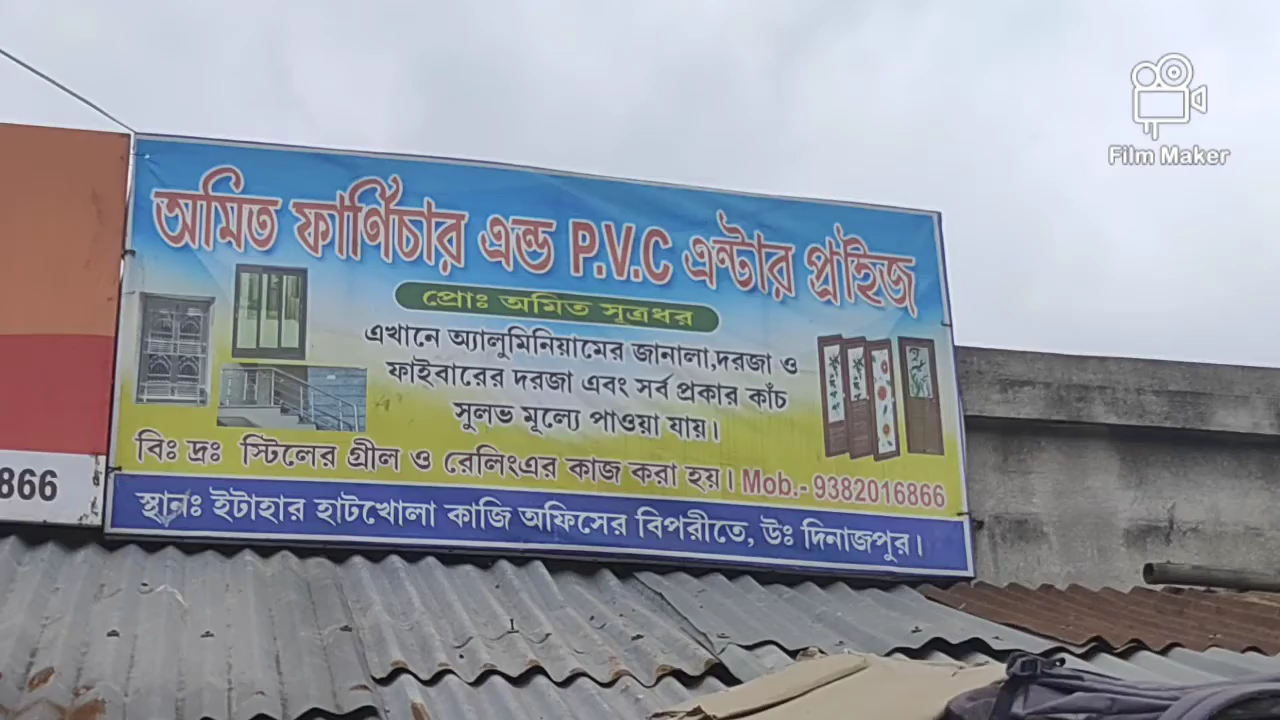 Film Maker
অমিত ফার্ণিচার এন্ড P.V.C এন্টার প্রাইজ
প্রোঃ অমিত সূত্রধর
এখানে অ্যালুমিনিয়ামের জানালা,দরজা ও
ফাইবারের দরজা এবং সর্ব প্রকার কাঁচ
সুলভ মূল্যে পাওয়া যায়।
বিঃ দ্রঃ স্টিলের গ্রীল ও রেলিংএর কাজ করা হয়। Mob.- 9382016866
স্থানঃ ইটাহার হাটখোলা কাজি অফিসের বিপরীতে, উঃ দিনাজপুর।
866